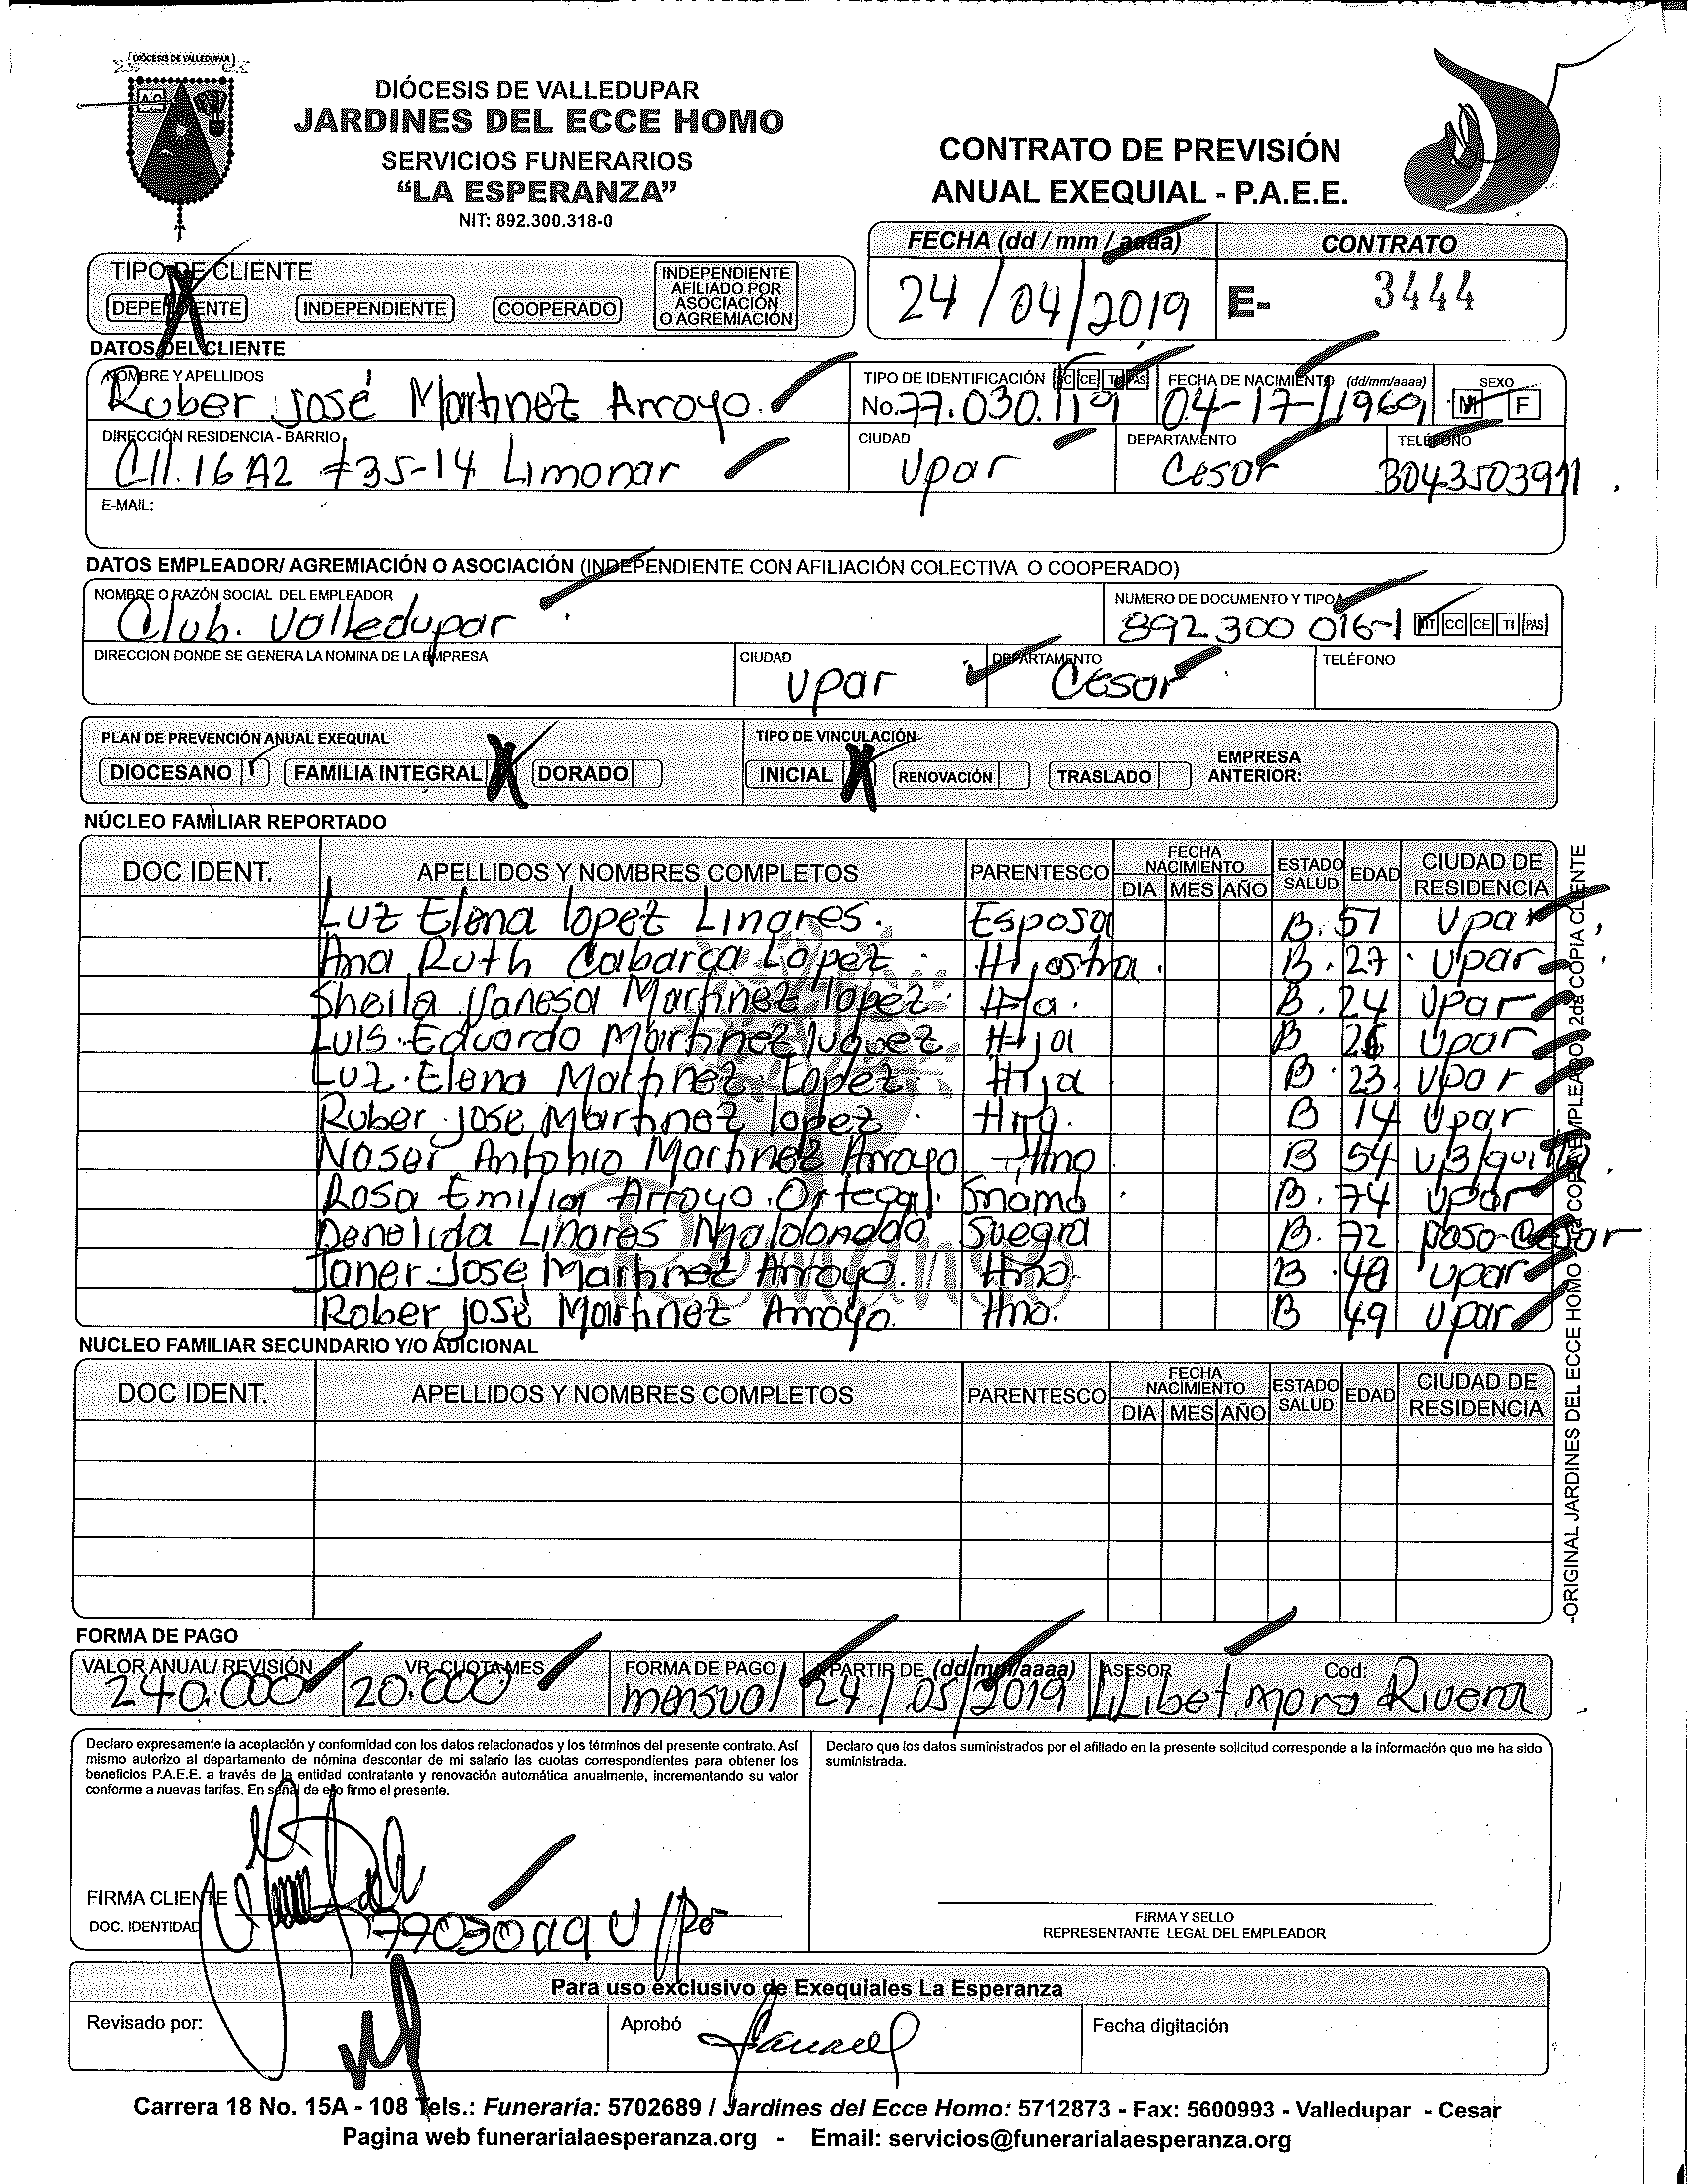 DIÓCESIS DE VALLEDUPAR
DIÓCESIS DE VALLEDUPAR
JARDINES DEL ECCE HOMO
SERVICIOS FUNERARIOS
“LA ESPERANZA”
NIT: 892.300.318-0
CONTRATO DE PREVISIÓN
ANUAL EXEQUIAL - P.A.E.E.
FECHA (dd / mm / aaaa) CONTRATO
24/04/2019 E- 3444
TIPO DE CLIENTE
DEPENDIENTE INDEPENDIENTE COOPERADO INDEPENDIENTE AFILIADO POR ASOCIACIÓN O AGREMIACIÓN
DATOS DEL CLIENTE
NOMBRE Y APELLIDOS TIPO DE IDENTIFICACIÓN CC CE TI PAS FECHA DE NACIMIENTO (dd/mm/aaaa) SEXO
Ruber José Martinez Arroyo. No. 77.030.119 04-17-1969 M F
DIRECCIÓN RESIDENCIA - BARRIO CIUDAD DEPARTAMENTO TELÉFONO
Cll. 16A2 #35-14 Limonar Upar Cesar 3043503911
E-MAIL:
DATOS EMPLEADOR/ AGREMIACIÓN O ASOCIACIÓN (INDEPENDIENTE CON AFILIACIÓN COLECTIVA O COOPERADO)
NOMBRE O RAZÓN SOCIAL DEL EMPLEADOR NUMERO DE DOCUMENTO Y TIPO
Club. Valledupar 892300 016-1 NIT CC CE TI PAS
DIRECCION DONDE SE GENERA LA NOMINA DE LA EMPRESA CIUDAD DEPARTAMENTO TELÉFONO
Upar Cesar
PLAN DE PREVENCIÓN ANUAL EXEQUIAL TIPO DE VINCULACIÓN
DIOCESANO FAMILIA INTEGRAL X DORADO INICIAL X RENOVACIÓN TRASLADO EMPRESA ANTERIOR:
NÚCLEO FAMILIAR REPORTADO
DOC IDENT. APELLIDOS Y NOMBRES COMPLETOS PARENTESCO FECHA NACIMIENTO DIA MES AÑO ESTADO SALUD EDAD CIUDAD DE RESIDENCIA
Luz Elena lopez Linares. Esposa B. 57 Upar
Ana Ruth Cabarca Lopez Hijastra. B. 27 Upar
Sheila Vanesa Martinez lopez Hja. B. 24 Upar
Luis Eduardo Martinez Hija B 26 Upar
Luz. Elena Martinez Lopez. Hija B 23 Upar
Ruber Jose Martinez lopez B 14 Upar
Naser Antonio Martinez Arroyo Hno B 54
Rosa Emilia Arroyo Ortega B. 74 Upar
Denelida Linares Suegra B. 72 paso-Cesar
Janer Jose Martinez Arroyo. Hno B 48 Upar
Rober José Martinez Arroyo. Hno. B 49 Upar
NUCLEO FAMILIAR SECUNDARIO Y/O ADICIONAL
DOC IDENT. APELLIDOS Y NOMBRES COMPLETOS PARENTESCO FECHA NACIMIENTO DIA MES AÑO ESTADO SALUD EDAD CIUDAD DE RESIDENCIA
FORMA DE PAGO
VALOR ANUAL/ REVISIÓN VR. CUOTA MES FORMA DE PAGO A PARTIR DE (dd/mm/aaaa) ASESOR Cod:
240.000 20.000 mensual 24/05/2019 Lilibet mora Rivera
Declaro expresamente la aceptación y conformidad con los datos relacionados y los términos del presente contrato. Así
mismo autorizo al departamento de nómina descontar de mi salario las cuotas correspondientes para obtener los
beneficios P.A.E.E. a través de la entidad contratante y renovación automática anualmente, incrementando su valor
conforme a nuevas tarifas. En señal de ello firmo el presente.
Declaro que los datos suministrados por el afiliado en la presente solicitud corresponde a la información que me ha sido
suministrada.
FIRMA CLIENTE
DOC. IDENTIDAD 77030119
FIRMA Y SELLO
REPRESENTANTE LEGAL DEL EMPLEADOR
Para uso exclusivo de Exequiales La Esperanza
Revisado por: Aprobó Fecha digitación
Carrera 18 No. 15A - 108 Tels.: Funeraría: 5702689 / Jardines del Ecce Homo: 5712873 - Fax: 5600993 - Valledupar - Cesar
Pagina web funerarialaesperanza.org - Email: servicios@funerarialaesperanza.org
-ORIGINAL JARDINES DEL ECCE HOMO 1a COPIA EMPLEADO 2da COPIA CLIENTE